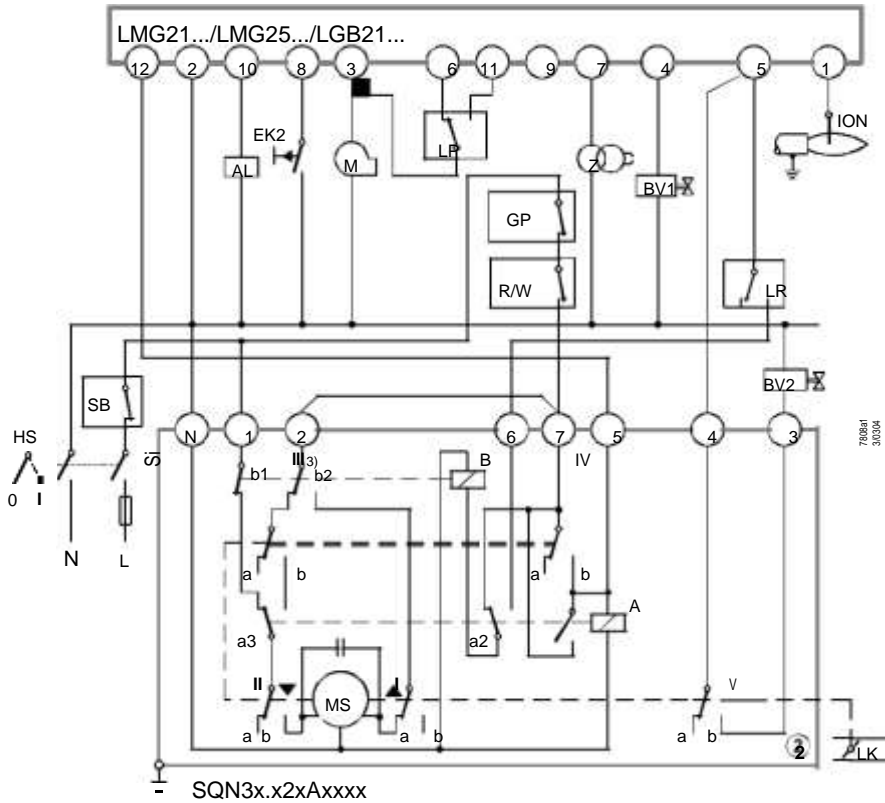 LMG21.../LMG25.../LGB21...
12 2 10 8 3 6 11 9 7 4 5 1
EK2
ION
AL
M
LP
Z
BV1
GP
R/W
LR
SB
BV2
HS
Si
N 1 2 6 7 5 4 3
0 I
III 3)
b1 b2
B
IV
N L
a b
a b
A
a3
a2
II
I
MS
V
a b
a b
a b
2
LK
SQN3x.x2xAxxxx
7808a1
3/0304